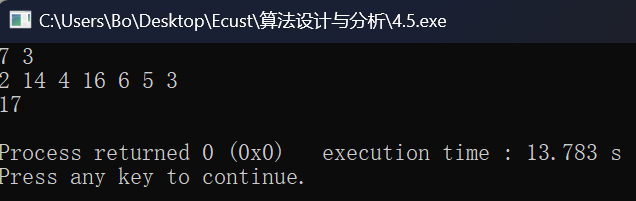 C:\Users\Bo\Desktop\Ecust\算法设计与分析\4.5.exe
7 3
2 14 4 16 6 5 3
17
Process returned 0 (0x0)   execution time : 13.783 s
Press any key to continue.